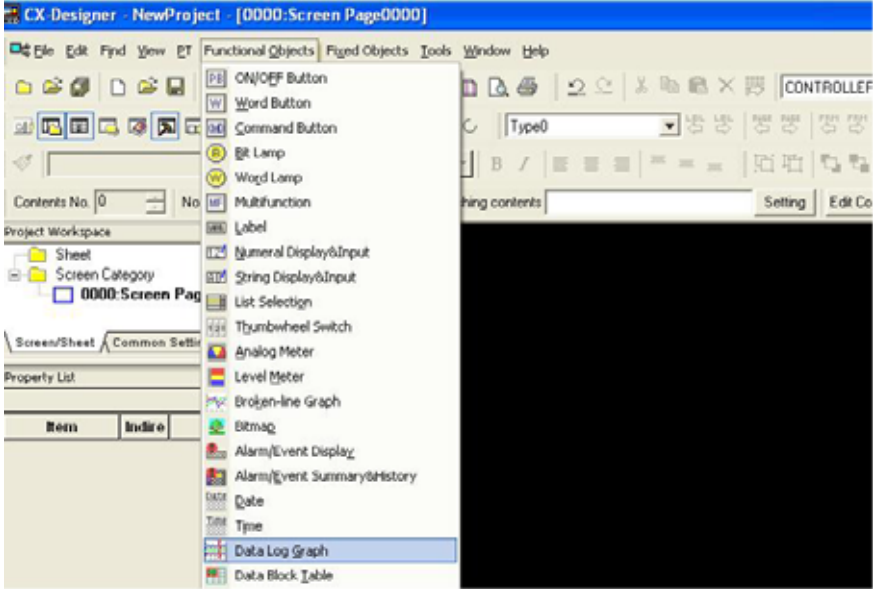 CX-Designer - NewProject - [0000:Screen Page0000]
File Edit Find View PT Functional Objects Fixed Objects Tools Window Help
CONTROLLER
Type0
B I
Contents No. 0 No
hing contents Setting Edit Co
Project Workspace
Sheet
Screen Category
0000:Screen Pag
Screen/Sheet Common Settin
Property List
Item Indire
ON/OFF Button
Word Button
Command Button
Bit Lamp
Word Lamp
Multifunction
Label
Numeral Display&Input
String Display&Input
List Selection
Thumbwheel Switch
Analog Meter
Level Meter
Broken-line Graph
Bitmap
Alarm/Event Display
Alarm/Event Summary&History
Date
Time
Data Log Graph
Data Block Table